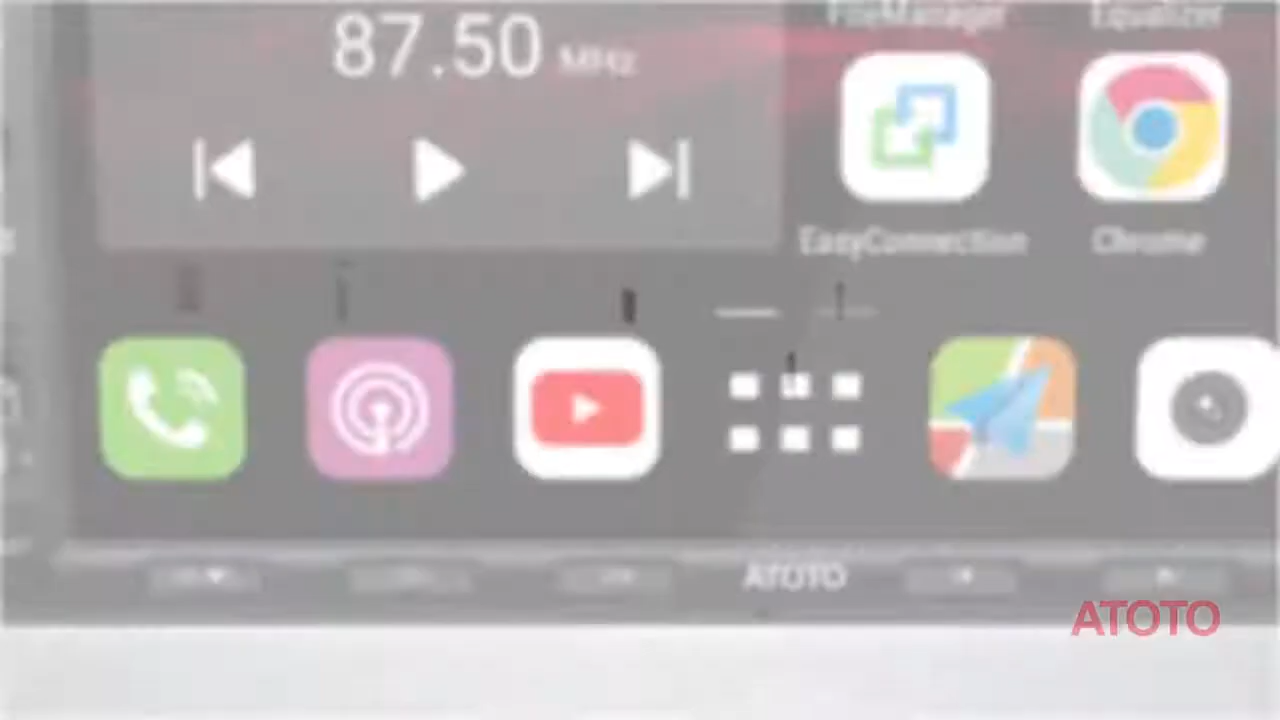 87.50 MHz
FileManager
Equalizer
EasyConnection
Chrome
ATOTO
ATOTO